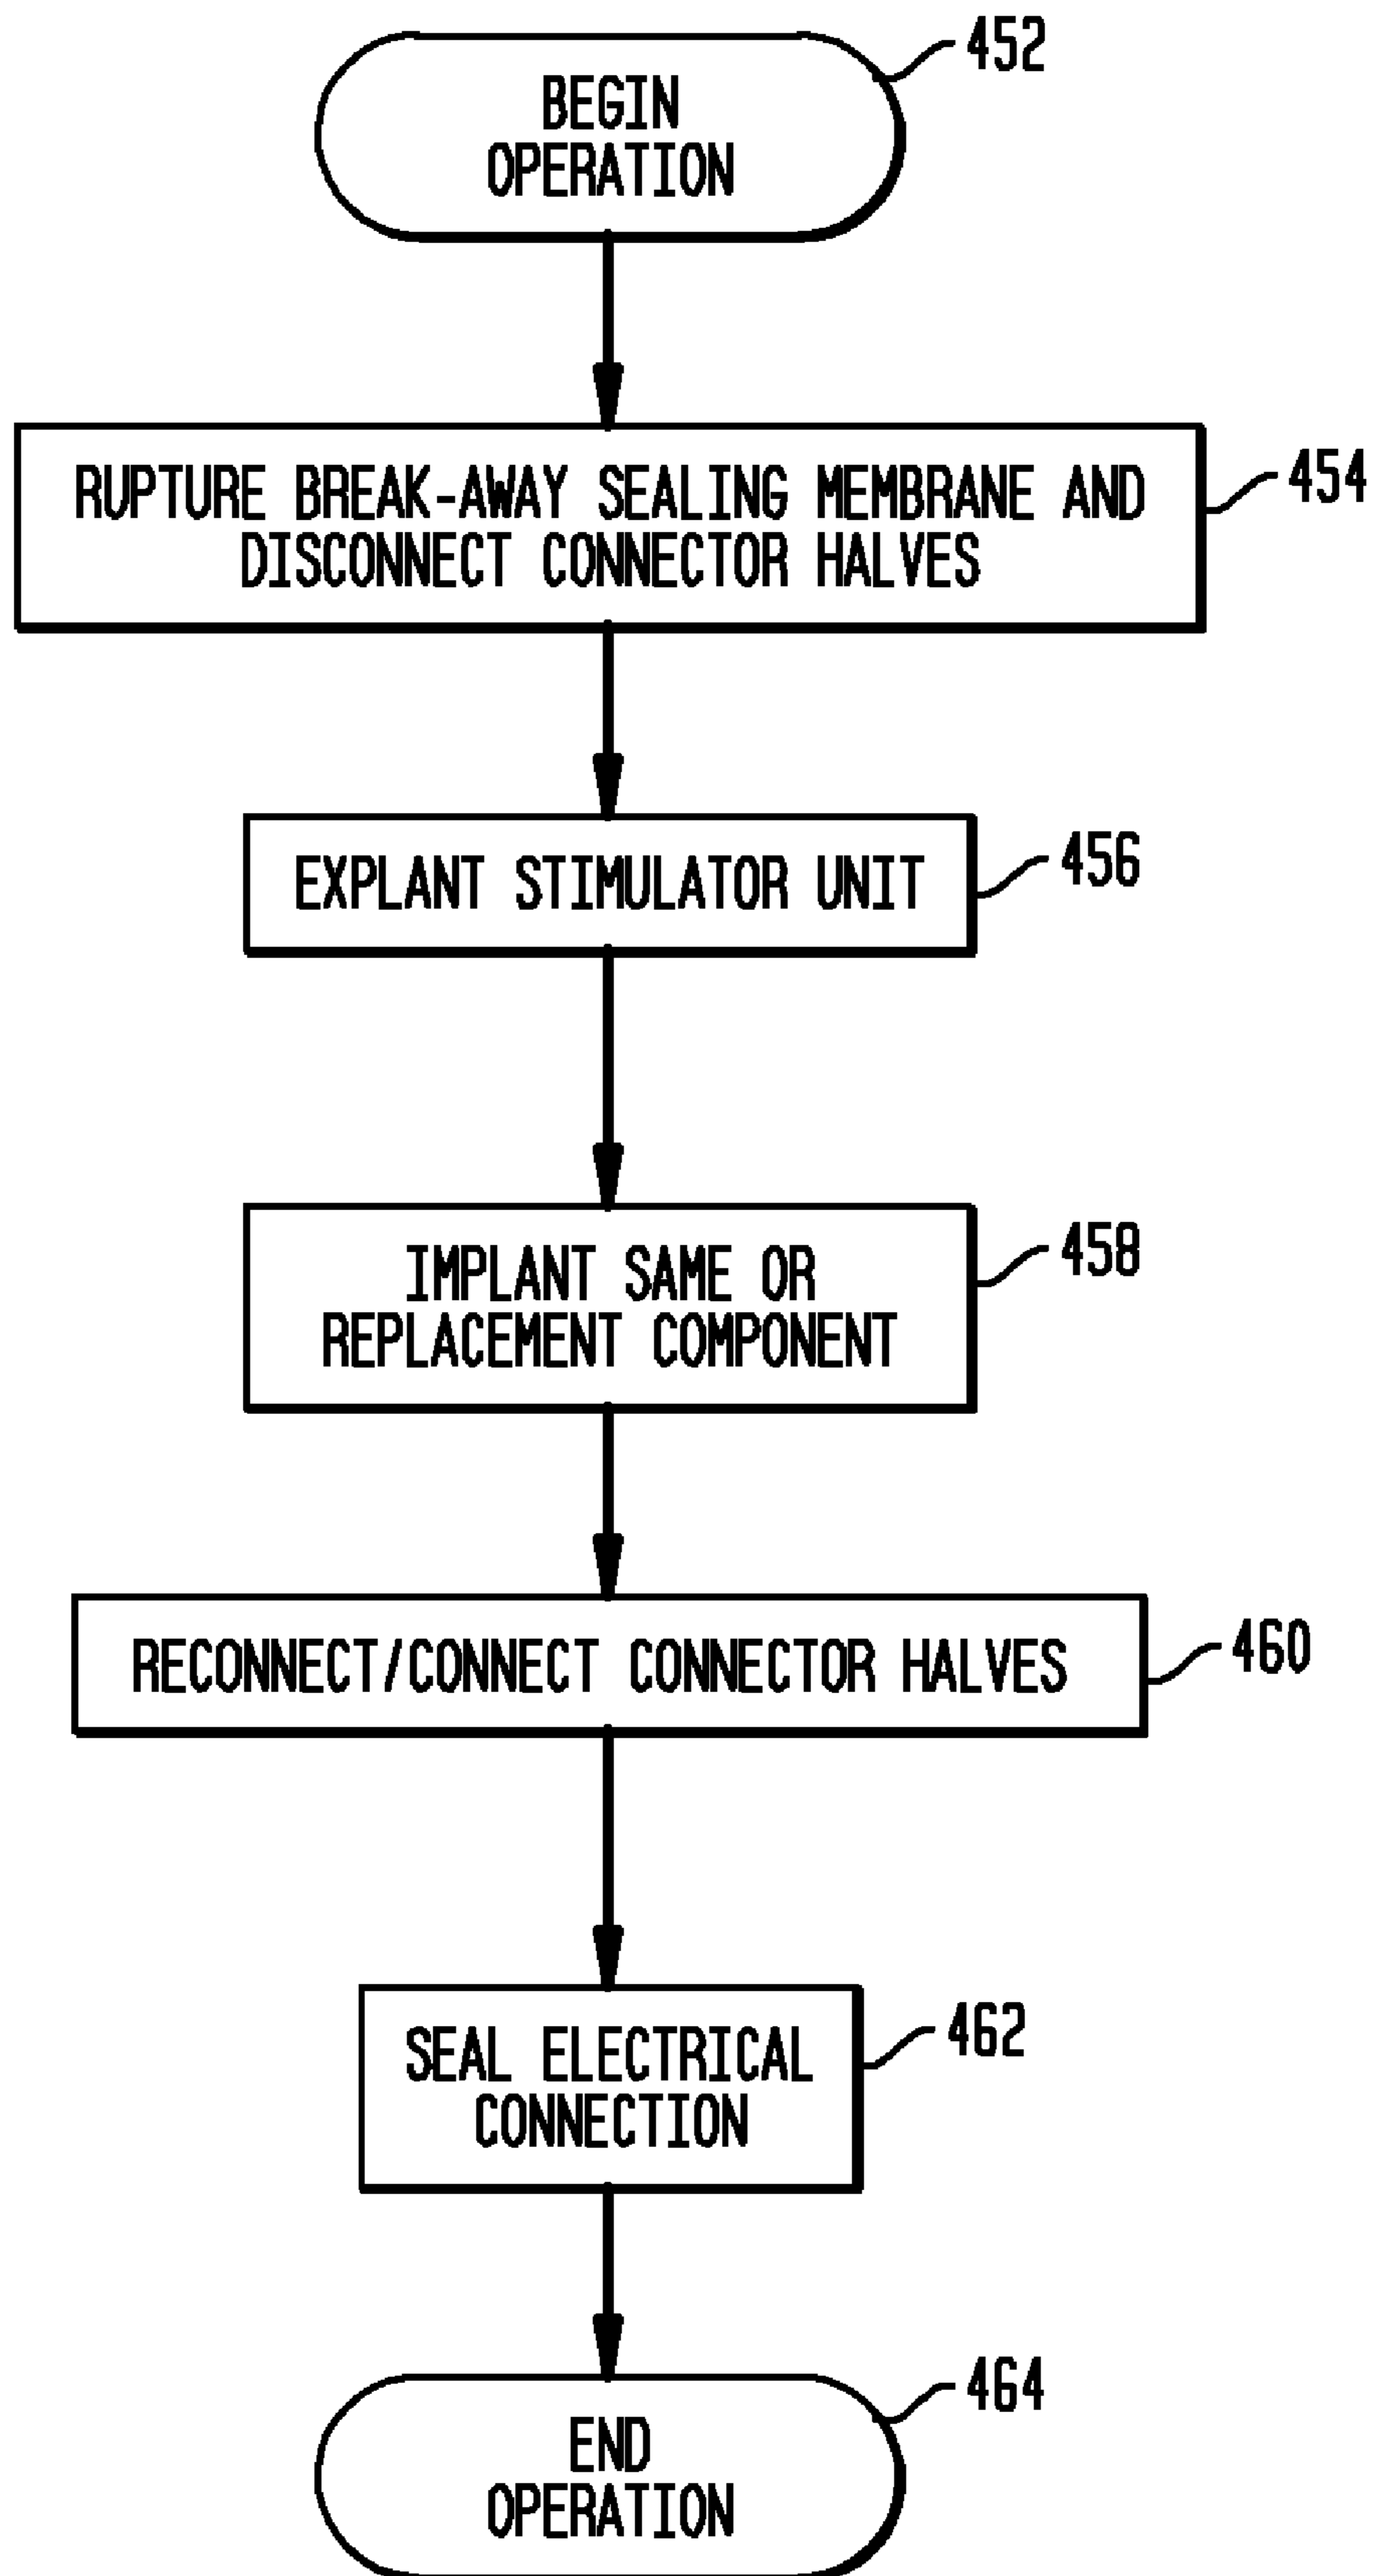 452
BEGIN
OPERATION
454
RUPTURE BREAK-AWAY SEALING MEMBRANE AND
DISCONNECT CONNECTOR HALVES
456
EXPLANT STIMULATOR UNIT
458
IMPLANT SAME OR
REPLACEMENT COMPONENT
460
RECONNECT/CONNECT CONNECTOR HALVES
462
SEAL ELECTRICAL
CONNECTION
464
END
OPERATION